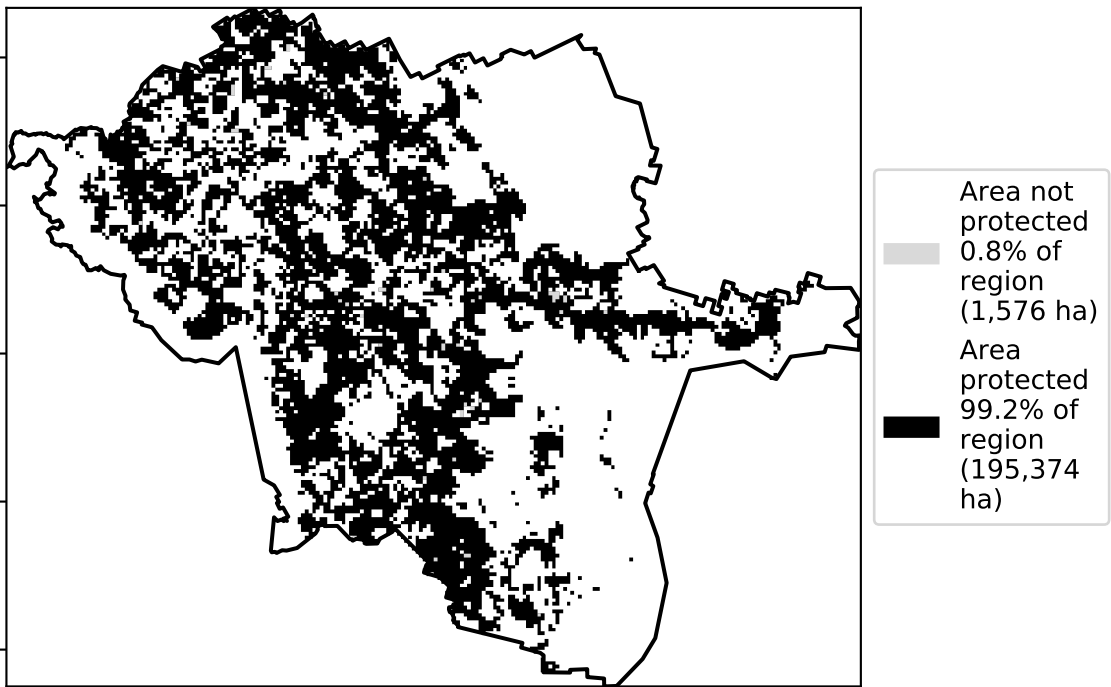 Area not
protected
0.8% of
region
(1,576 ha)
Area
protected
99.2% of
region
(195,374
ha)